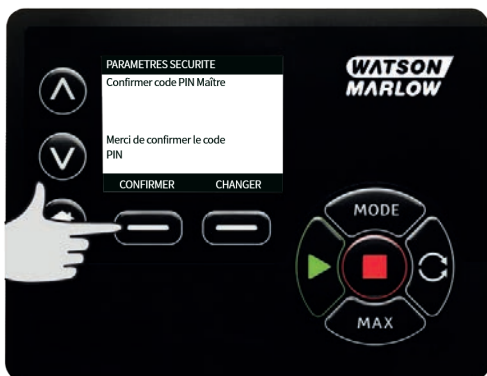 PARAMETRES SECURITE
Confirmer code PIN Maître
Merci de confirmer le code
PIN
CONFIRMER CHANGER
WATSON
MARLOW
MODE
MAX